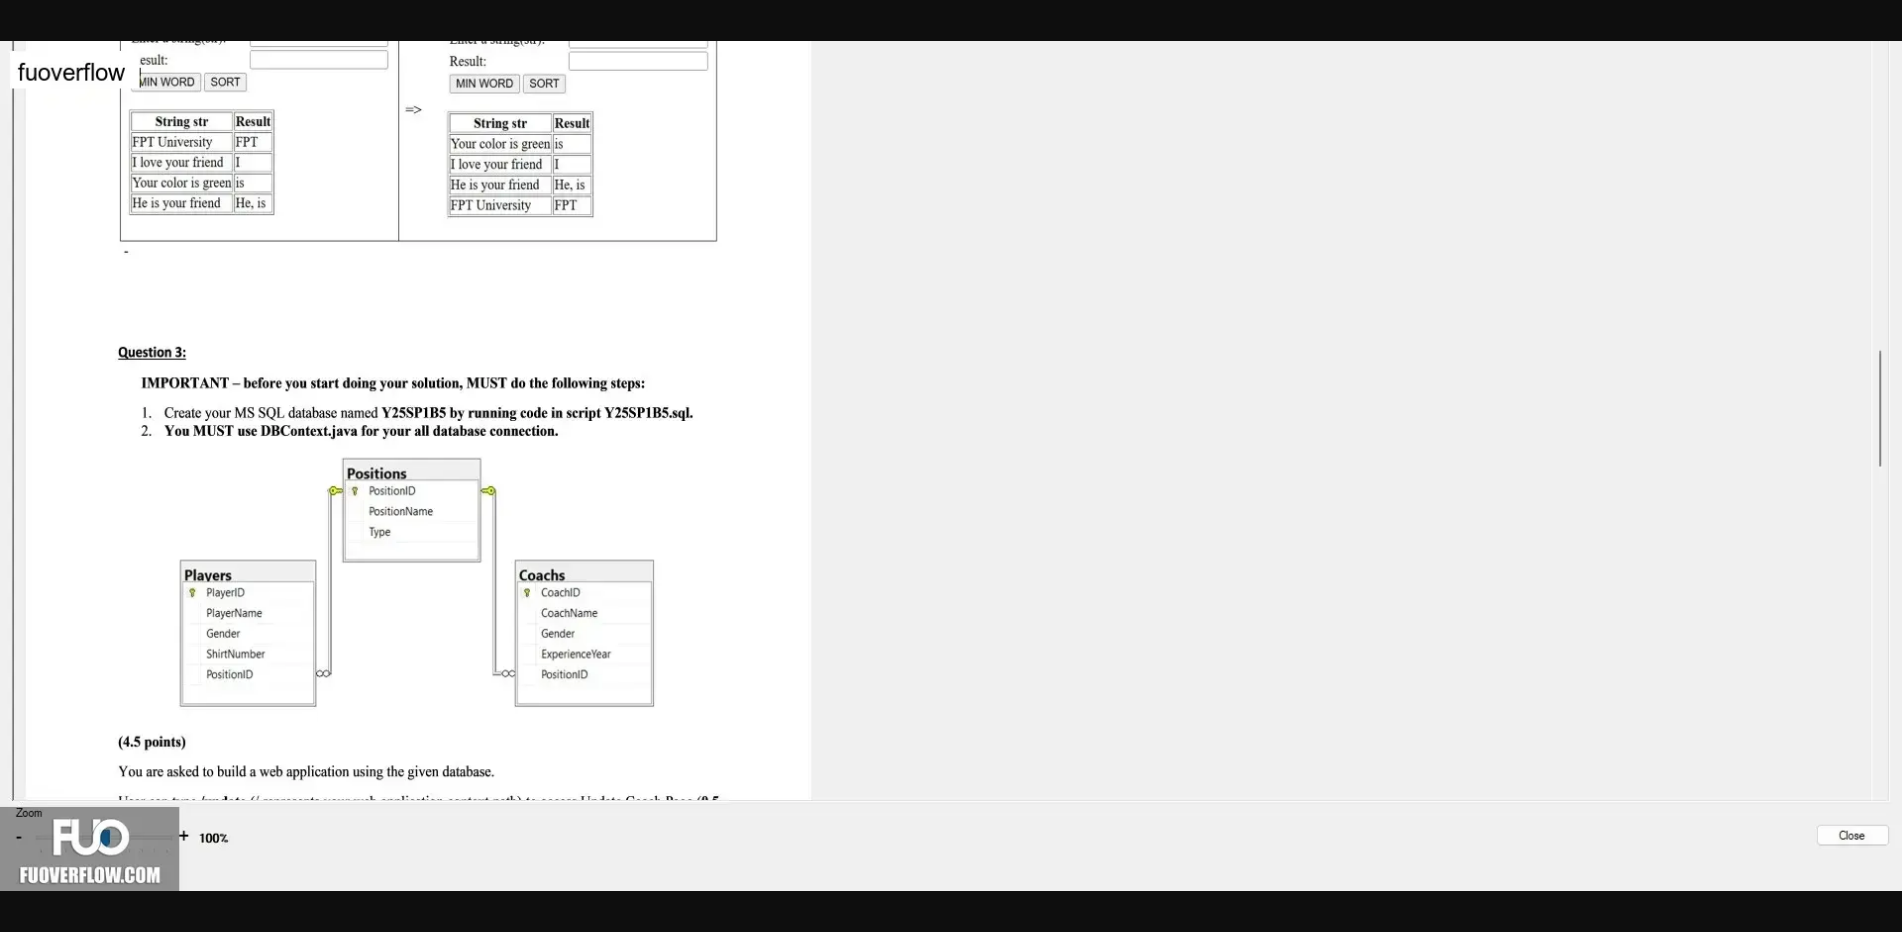 esult:
fuoverflow
MIN WORD SORT
String str Result
FPT University FPT
I love your friend I
Your color is green is
He is your friend He, is
=>
Result:
MIN WORD SORT
String str Result
Your color is green is
I love your friend I
He is your friend He, is
FPT University FPT
-
Question 3:
IMPORTANT – before you start doing your solution, MUST do the following steps:
1. Create your MS SQL database named Y25SP1B5 by running code in script Y25SP1B5.sql.
2. You MUST use DBContext.java for your all database connection.
Positions
PositionID
PositionName
Type
Players
PlayerID
PlayerName
Gender
ShirtNumber
PositionID
Coachs
CoachID
CoachName
Gender
ExperienceYear
PositionID
(4.5 points)
You are asked to build a web application using the given database.
Zoom
- + 100%
FUO
FUOVERFLOW.COM
Close